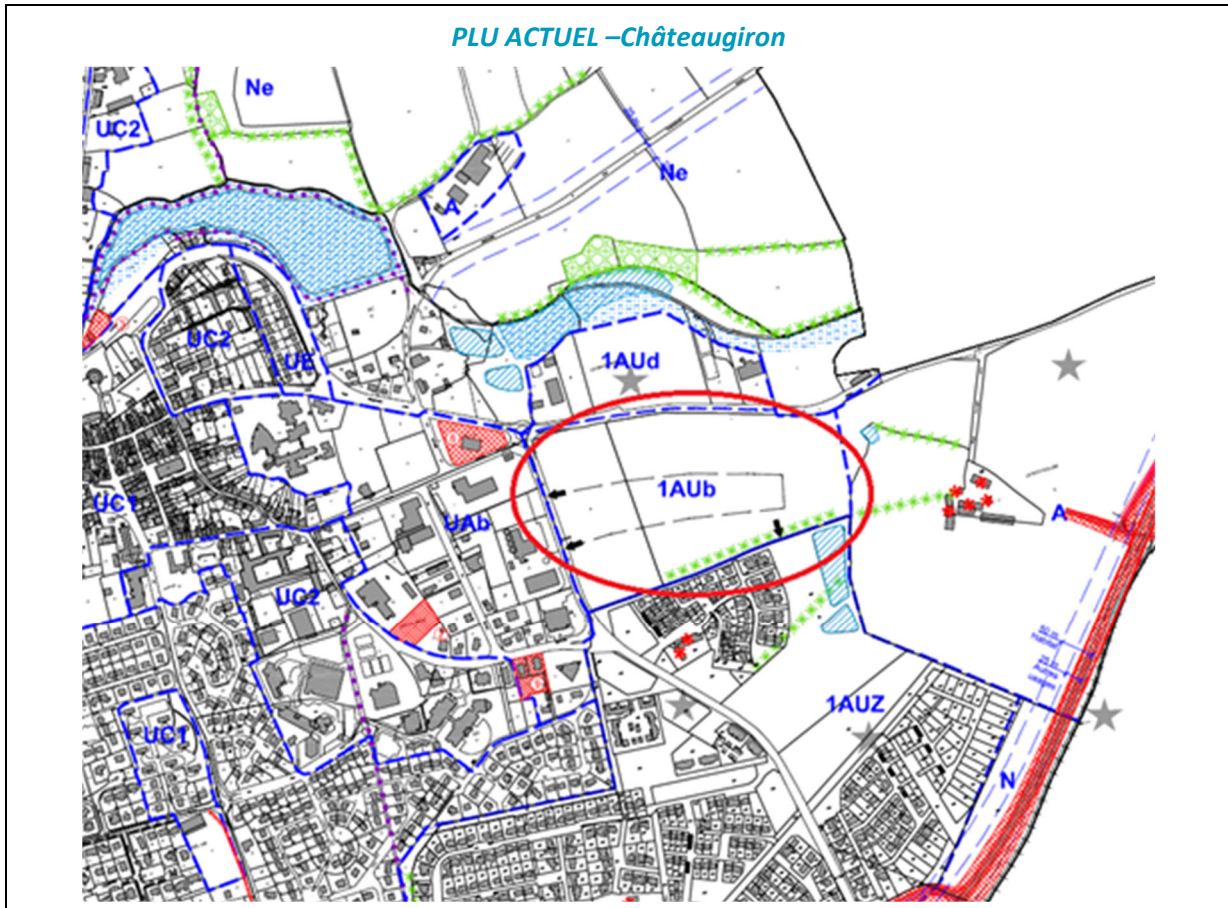 PLU ACTUEL –Châteaugiron
Ne
UC2
Ne
A
UC2
UE
1AUd
UC1
UAb
1AUb
A
UC2
1AUZ
UC1
N